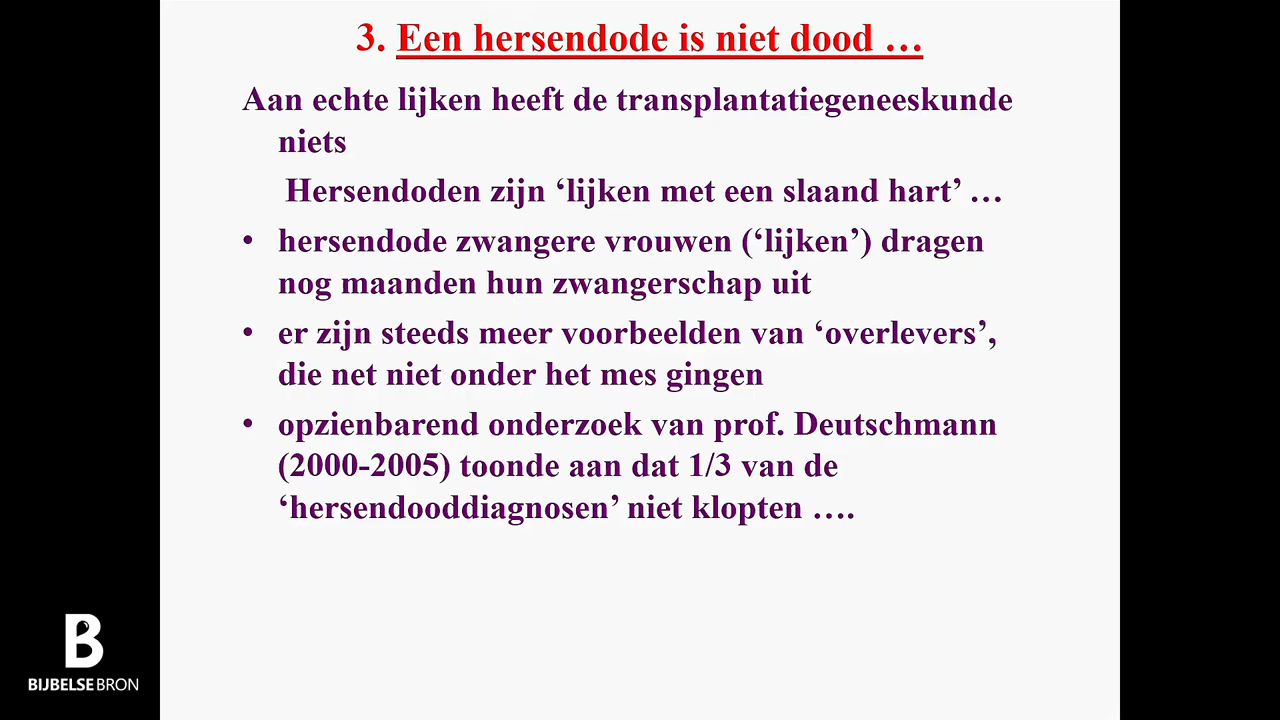 3. Een hersendode is niet dood …
Aan echte lijken heeft de transplantatiegeneeskunde
niets
Hersendoden zijn ‘lijken met een slaand hart’ …
• hersendode zwangere vrouwen (‘lijken’) dragen
nog maanden hun zwangerschap uit
• er zijn steeds meer voorbeelden van ‘overlevers’,
die net niet onder het mes gingen
• opzienbarend onderzoek van prof. Deutschmann
(2000-2005) toonde aan dat 1/3 van de
‘hersendooddiagnosen’ niet klopten ….
B
BIJBELSE BRON